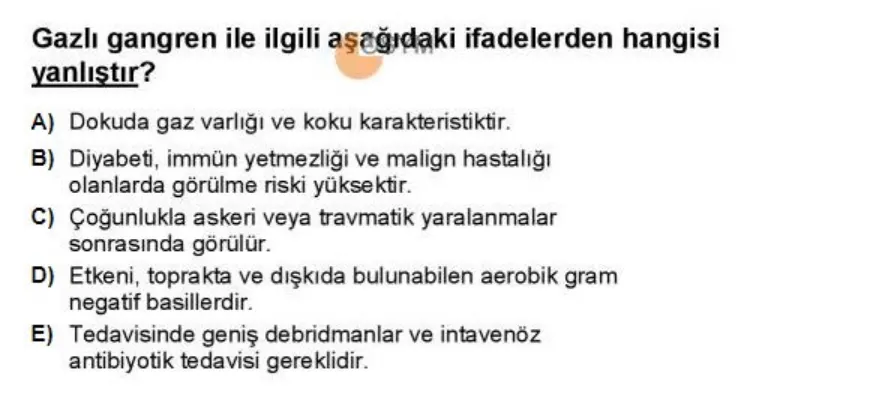 Gazlı gangren ile ilgili aşağıdaki ifadelerden hangisi
yanlıştır?
A) Dokuda gaz varlığı ve koku karakteristiktir.
B) Diyabeti, immün yetmezliği ve malign hastalığı
olanlarda görülme riski yüksektir.
C) Çoğunlukla askeri veya travmatik yaralanmalar
sonrasında görülür.
D) Etkeni, toprakta ve dışkıda bulunabilen aerobik gram
negatif basillerdir.
E) Tedavisinde geniş debridmanlar ve intavenöz
antibiyotik tedavisi gereklidir.